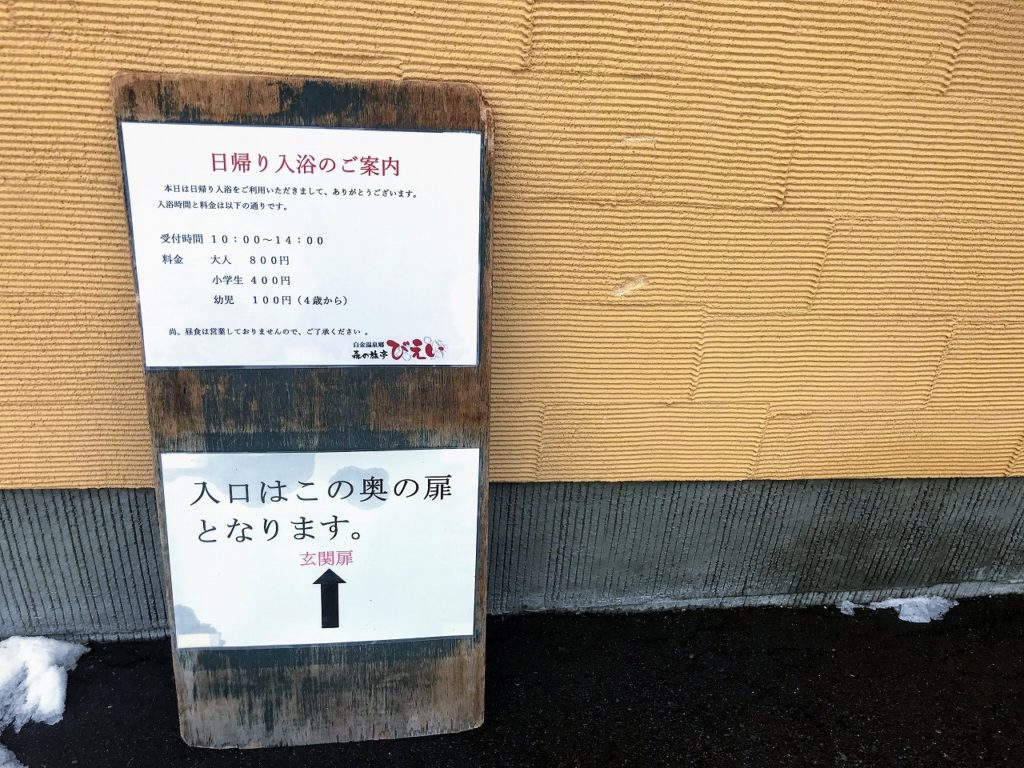 日帰り入浴のご案内
本日は日帰り入浴をご利用いただきまして、ありがとうございます。
入浴時間と料金は以下の通りです。
受付時間 10:00~14:00
料金 大人 800円
小学生 400円
幼児 100円(4歳から)
尚、昼食は営業しておりませんので、ご了承ください 。
白金温泉郷
森の旅亭 びえい
入口はこの奥の扉
となります。
玄関扉